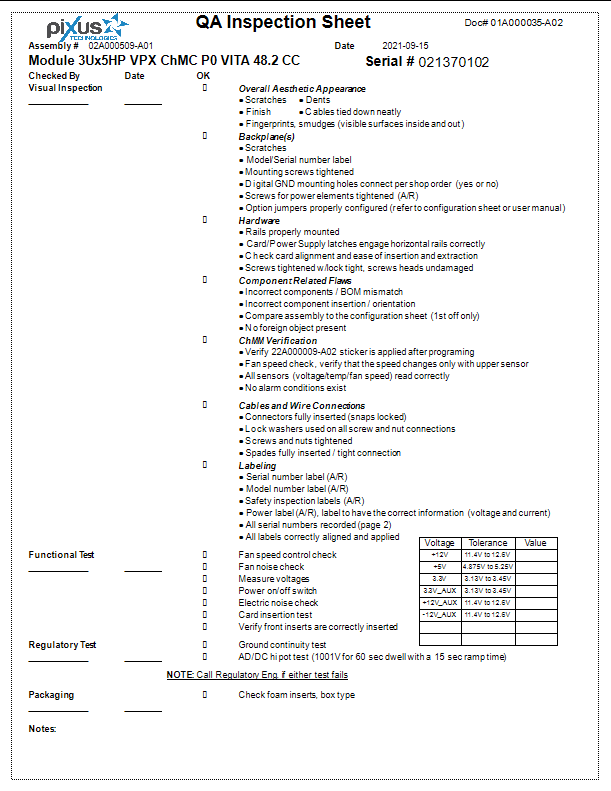 pixus
TECHNOLOGIES
QA Inspection Sheet
Doc# 01A000035-A02
Assembly # 02A000509-A01
Date 2021-09-15
Module 3Ux5HP VPX ChMC P0 VITA 48.2 CC
Serial # 021370102
Checked By Date OK
Visual Inspection
Overall Aesthetic Appearance
• Scratches • Dents
• Finish • Cables tied down neatly
• Fingerprints, smudges (visible surfaces inside and out)
Backplane(s)
• Scratches
• Model/Serial number label
• Mounting screws tightened
• Digital GND mounting holes connect per shop order (yes or no)
• Screws for power elements tightened (A/R)
• Option jumpers properly configured (refer to configuration sheet or user manual)
Hardware
• Rails properly mounted
• Card/Power Supply latches engage horizontal rails correctly
• Check card alignment and ease of insertion and extraction
• Screws tightened w/lock tight, screws heads undamaged
Component Related Flaws
• Incorrect components / BOM mismatch
• Incorrect component insertion / orientation
• Compare assembly to the configuration sheet (1st off only)
• No foreign object present
ChMM Verification
• Verify 22A000009-A02 sticker is applied after programing
• Fan speed check, verify that the speed changes only with upper sensor
• All sensors (voltage/temp/fan speed) read correctly
• No alarm conditions exist
Cables and Wire Connections
• Connectors fully inserted (snaps locked)
• Lock washers used on all screw and nut connections
• Screws and nuts tightened
• Spades fully inserted / tight connection
Labeling
• Serial number label (A/R)
• Model number label (A/R)
• Safety inspection labels (A/R)
• Power label (A/R), label to have the correct information (voltage and current)
• All serial numbers recorded (page 2)
• All labels correctly aligned and applied
Voltage Tolerance Value
Functional Test Fan speed control check +12V 11.4V to 12.6V
Fan noise check +5V 4.875V to 5.25V
Measure voltages 3.3V 3.13V to 3.45V
Power on/off switch 3.3V_AUX 3.13V to 3.45V
Electric noise check +12V_AUX 11.4V to 12.6V
Card insertion test -12V_AUX 11.4V to 12.6V
Verify front inserts are correctly inserted
Regulatory Test Ground continuity test
AD/DC hi pot test (1001V for 60 sec dwell with a 15 sec ramp time)
NOTE: Call Regulatory Eng. if either test fails
Packaging Check foam inserts, box type
Notes: